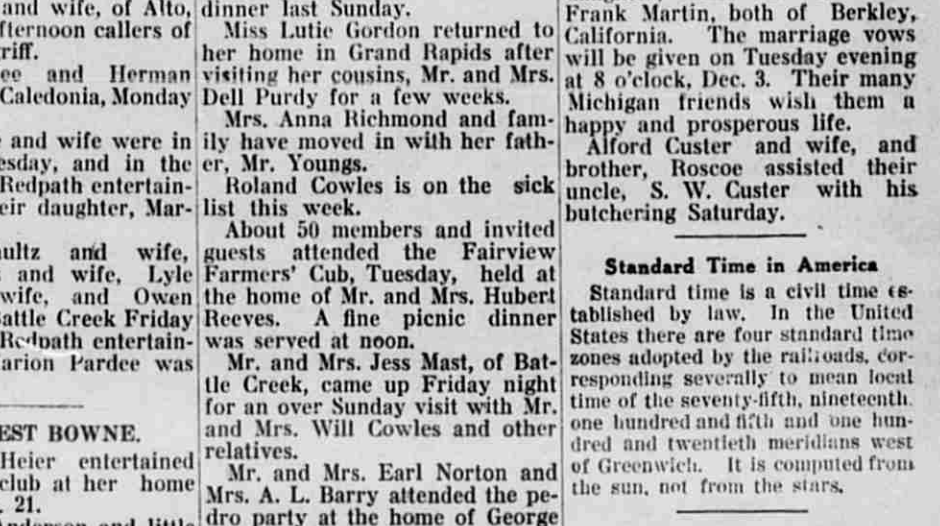 and wife, of Alto,
fternoon callers of
riff.
ee and Herman
Caledonia, Monday
and wife were in
esday, and in the
Redpath entertain-
eir daughter, Mar-
ultz and wife,
and wife, Lyle
wife, and Owen
attle Creek Friday
Redpath entertain-
arion Pardee was
EST BOWNE.
Heier entertained
club at her home
. 21.
Anderson and little
dinner last Sunday.
Miss Lutie Gordon returned to
her home in Grand Rapids after
visiting her cousins, Mr. and Mrs.
Dell Purdy for a few weeks.
Mrs. Anna Richmond and fam-
ily have moved in with her fath-
er, Mr. Youngs.
Roland Cowles is on the sick
list this week.
About 50 members and invited
guests attended the Fairview
Farmers' Cub, Tuesday, held at
the home of Mr. and Mrs. Hubert
Reeves. A fine picnic dinner
was served at noon.
Mr. and Mrs. Jess Mast, of Bat-
tle Creek, came up Friday night
for an over Sunday visit with Mr.
and Mrs. Will Cowles and other
relatives.
Mr. and Mrs. Earl Norton and
Mrs. A. L. Barry attended the pe-
dro party at the home of George
Frank Martin, both of Berkley,
California. The marriage vows
will be given on Tuesday evening
at 8 o'clock, Dec. 3. Their many
Michigan friends wish them a
happy and prosperous life.
Alford Custer and wife, and
brother, Roscoe assisted their
uncle, S. W. Custer with his
butchering Saturday.
Standard Time in America
Standard time is a civil time es-
tablished by law. In the United
States there are four standard time
zones adopted by the railroads, cor-
responding severally to mean local
time of the seventy-fifth, nineteenth,
one hundred and fifth and one hun-
dred and twentieth meridians west
of Greenwich. It is computed from
the sun, not from the stars.